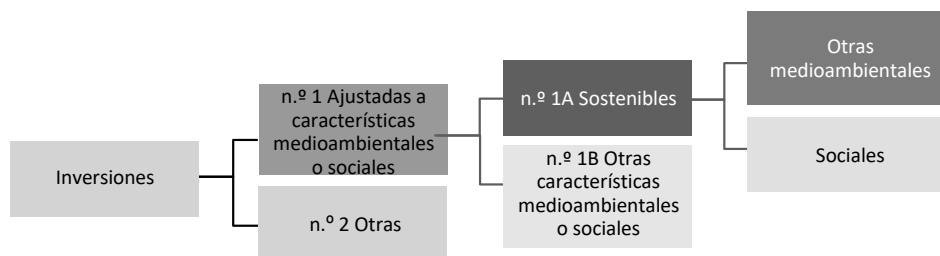 Inversiones
n.º 1 Ajustadas a
características
medioambientales
o sociales
n.º 2 Otras
n.º 1A Sostenibles
n.º 1B Otras
características
medioambientales
o sociales
Otras
medioambientales
Sociales